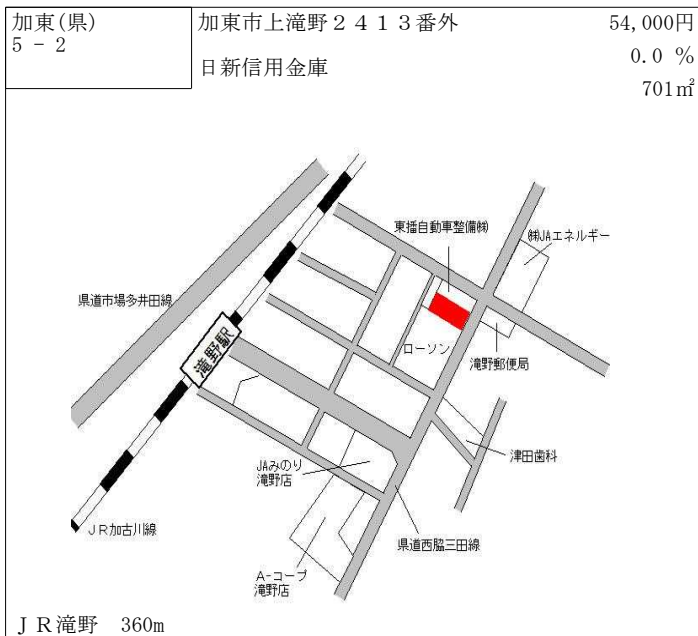 加東(県)
5 - 2
加東市上滝野２４１３番外
54,000円
日新信用金庫
0.0 %
701㎡
東播自動車整備㈱
㈱JAエネルギー
県道市場多井田線
滝野駅
ローソン
滝野郵便局
JAみのり
滝野店
津田歯科
JR加古川線
県道西脇三田線
A-コープ
滝野店
ＪＲ滝野 360m